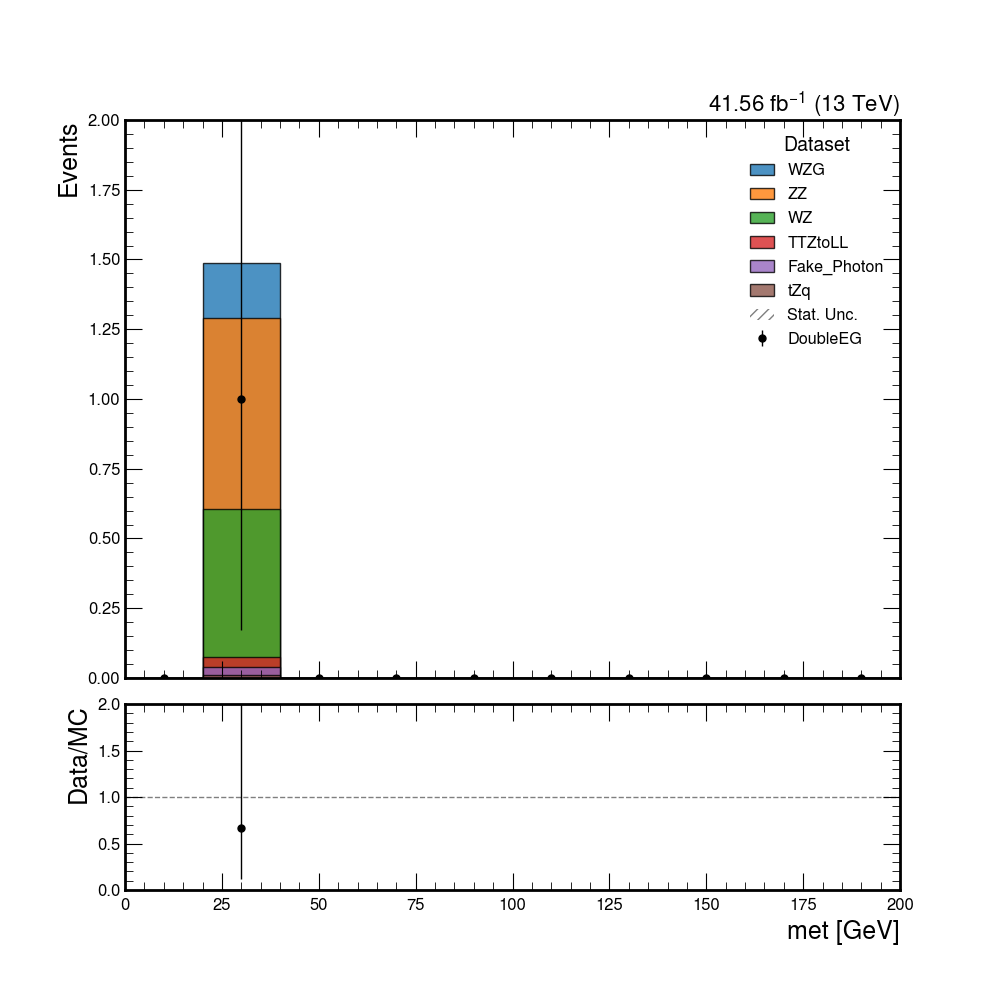 41.56 fb⁻¹ (13 TeV)
Events
2.00
1.75
1.50
1.25
1.00
0.75
0.50
0.25
0.00
Dataset
WZG
ZZ
WZ
TTZtoLL
Fake_Photon
tZq
Stat. Unc.
DoubleEG
Data/MC
2.0
1.5
1.0
0.5
0.0
0 25 50 75 100 125 150 175 200
met [GeV]